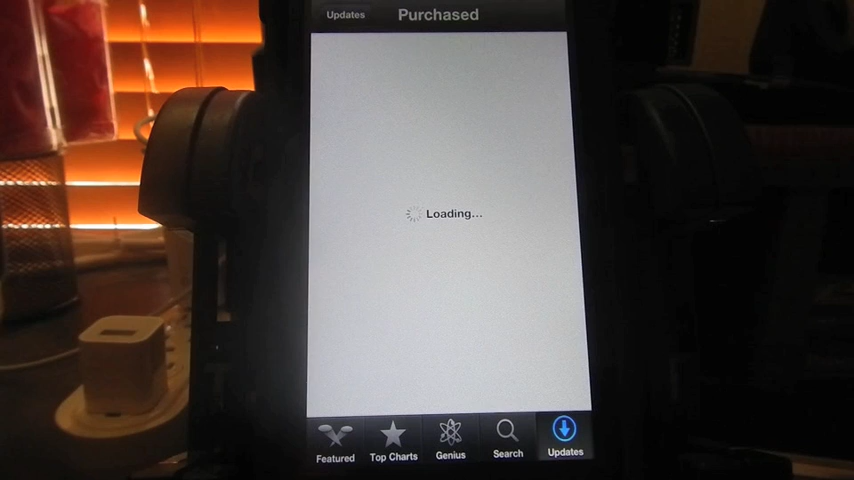 Updates
Purchased
Loading...
Featured
Top Charts
Genius
Search
Updates